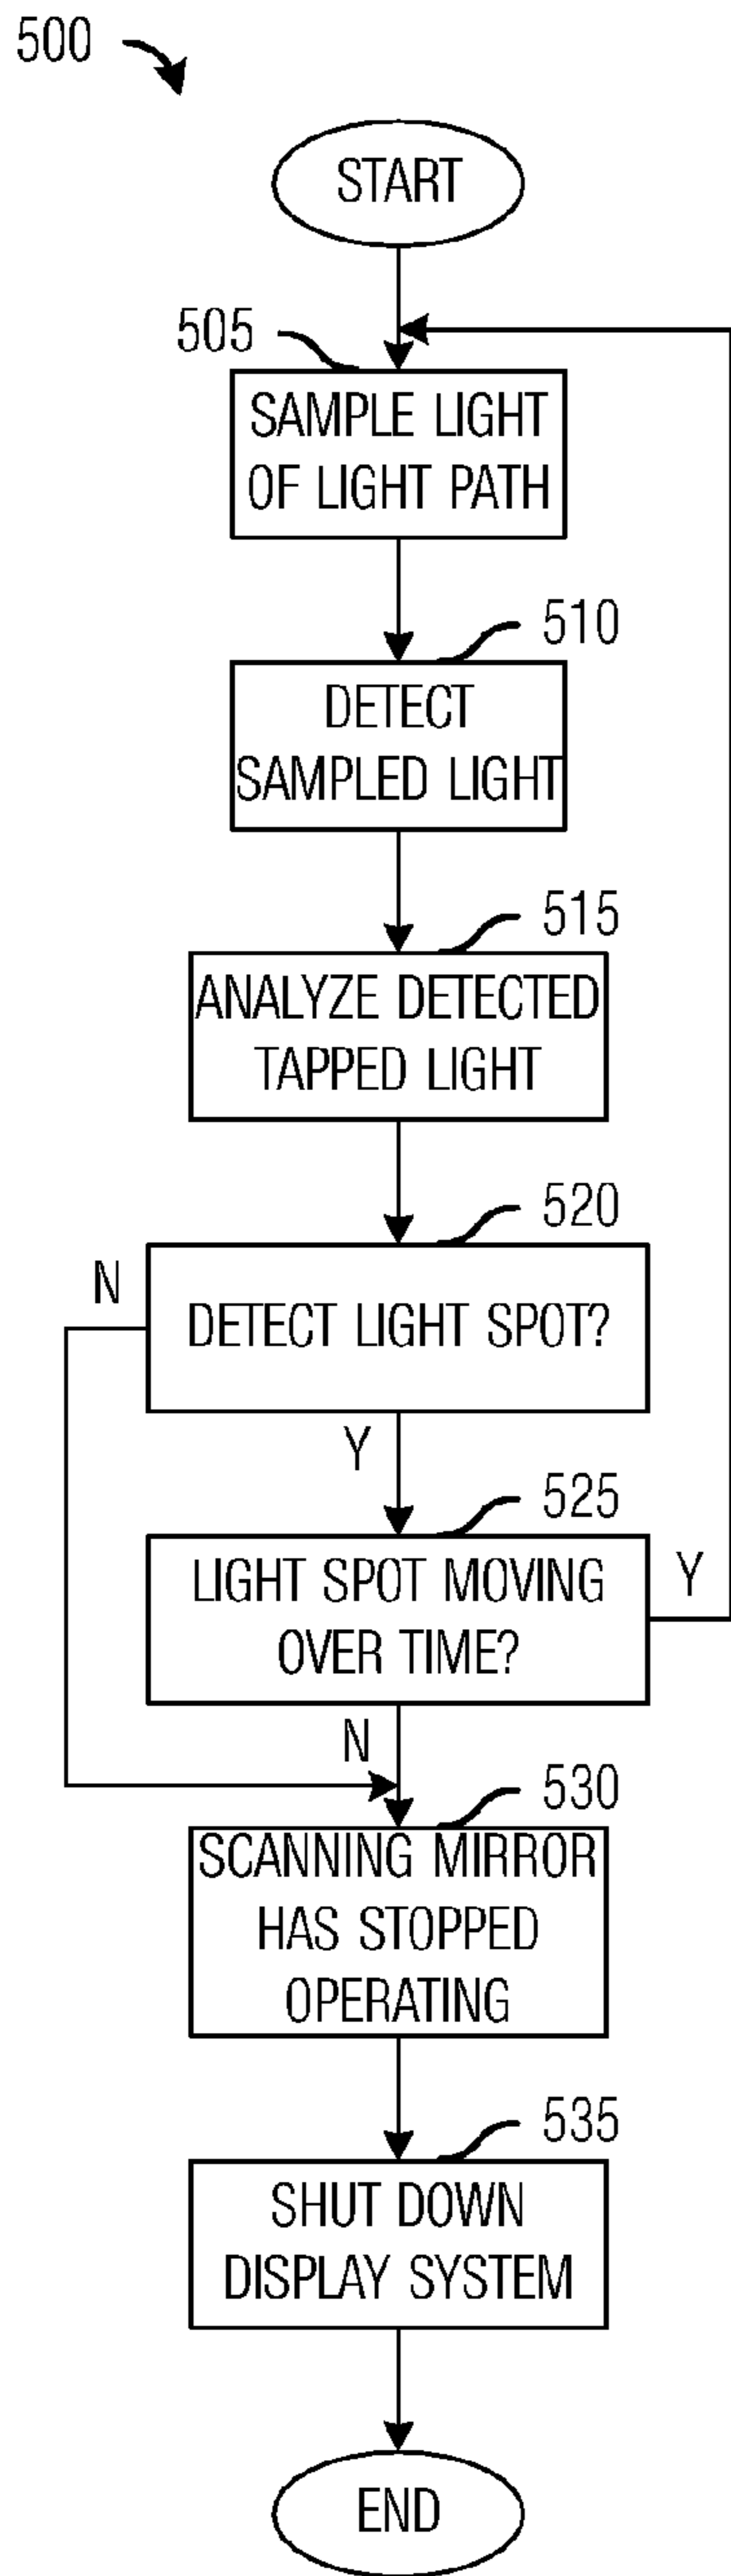 500
START
505
SAMPLE LIGHT
OF LIGHT PATH
510
DETECT
SAMPLED LIGHT
515
ANALYZE DETECTED
TAPPED LIGHT
520
N
DETECT LIGHT SPOT?
Y
525
LIGHT SPOT MOVING
OVER TIME?
Y
N
530
SCANNING MIRROR
HAS STOPPED
OPERATING
535
SHUT DOWN
DISPLAY SYSTEM
END